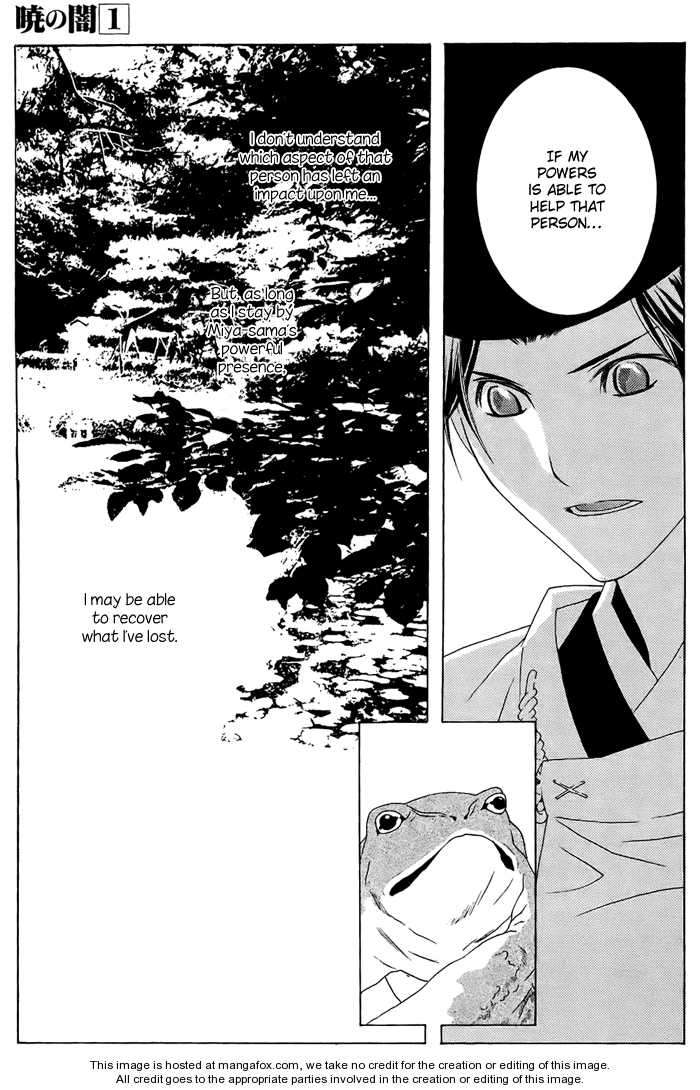 暁の闇 1
IF MY
POWERS
IS ABLE TO
HELP THAT
PERSON...
I don't understand
which aspect of that
person has left an
impact upon me...
But, as long
as I stay by
Miya-sama's
powerful
presence,
I may be able
to recover
what I've lost.
This image is hosted at mangafox.com, we take no credit for the creation or editing of this image.
All credit goes to the appropriate parties involved in the creation or editing of this image.